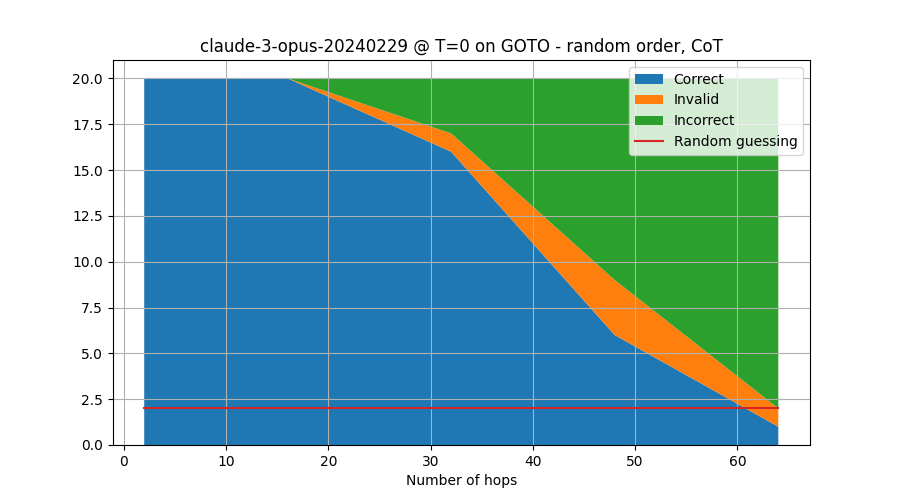 claude-3-opus-20240229 @ T=0 on GOTO - random order, CoT
20.0
17.5
15.0
12.5
10.0
7.5
5.0
2.5
0.0
Correct
Invalid
Incorrect
Random guessing
0 10 20 30 40 50 60
Number of hops